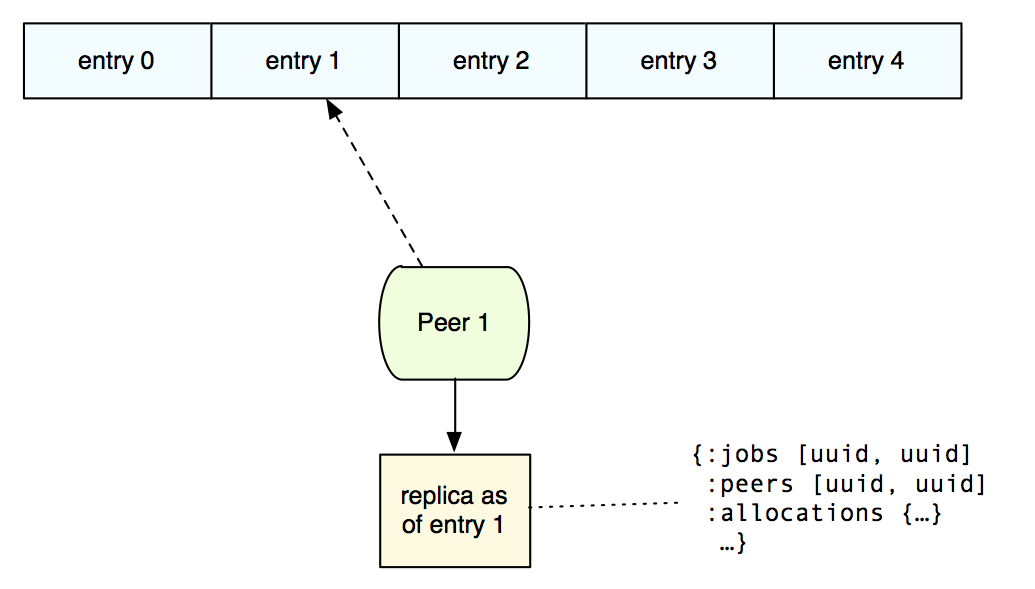 entry 0
entry 1
entry 2
entry 3
entry 4
Peer 1
replica as
of entry 1
{:jobs [uuid, uuid]
:peers [uuid, uuid]
:allocations {…}
…}